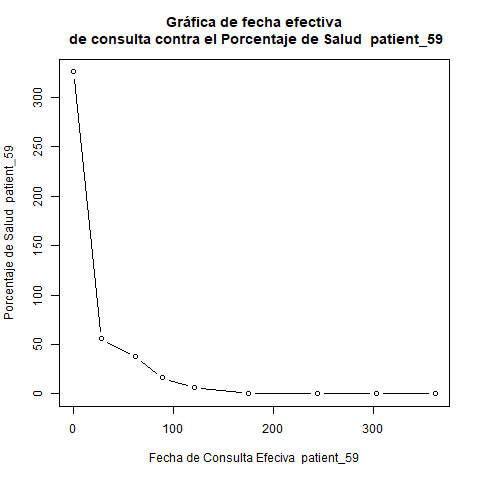 Gráfica de fecha efectiva
de consulta contra el Porcentaje de Salud patient_59
Porcentaje de Salud patient_59
300
250
200
150
100
50
0
0 100 200 300
Fecha de Consulta Efeciva patient_59